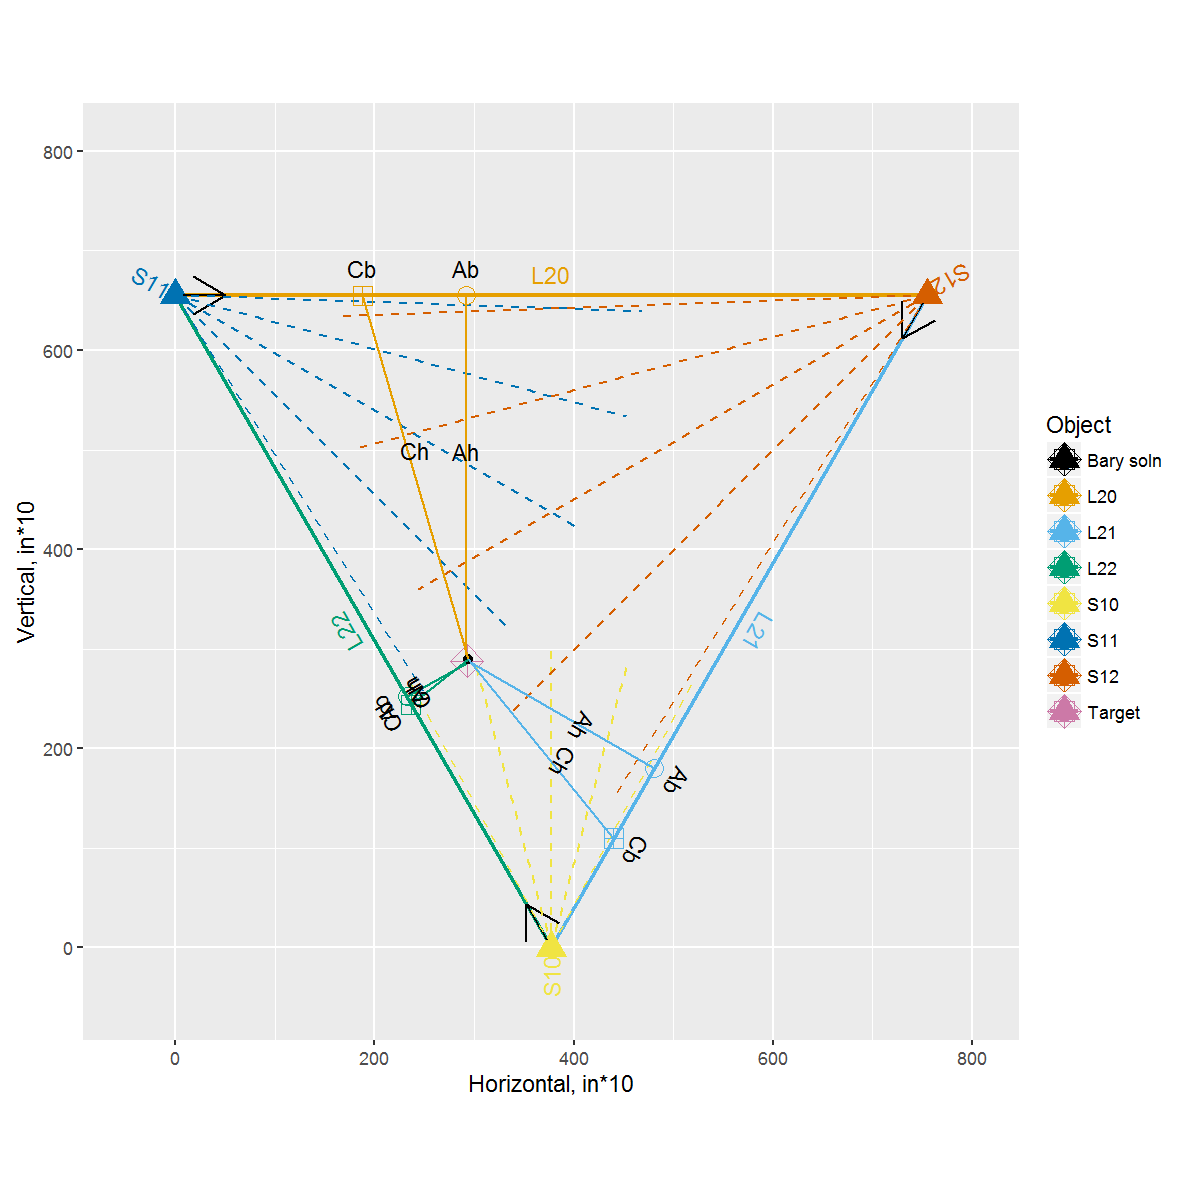 800
600
400
200
0
0
200
400
600
800
Vertical, in*10
Horizontal, in*10
S11
Cb
Ab
L20
S12
Ch
Ah
L22
L21
Ah
Ch
Ab
Cb
S10
Object
Bary soln
L20
L21
L22
S10
S11
S12
Target